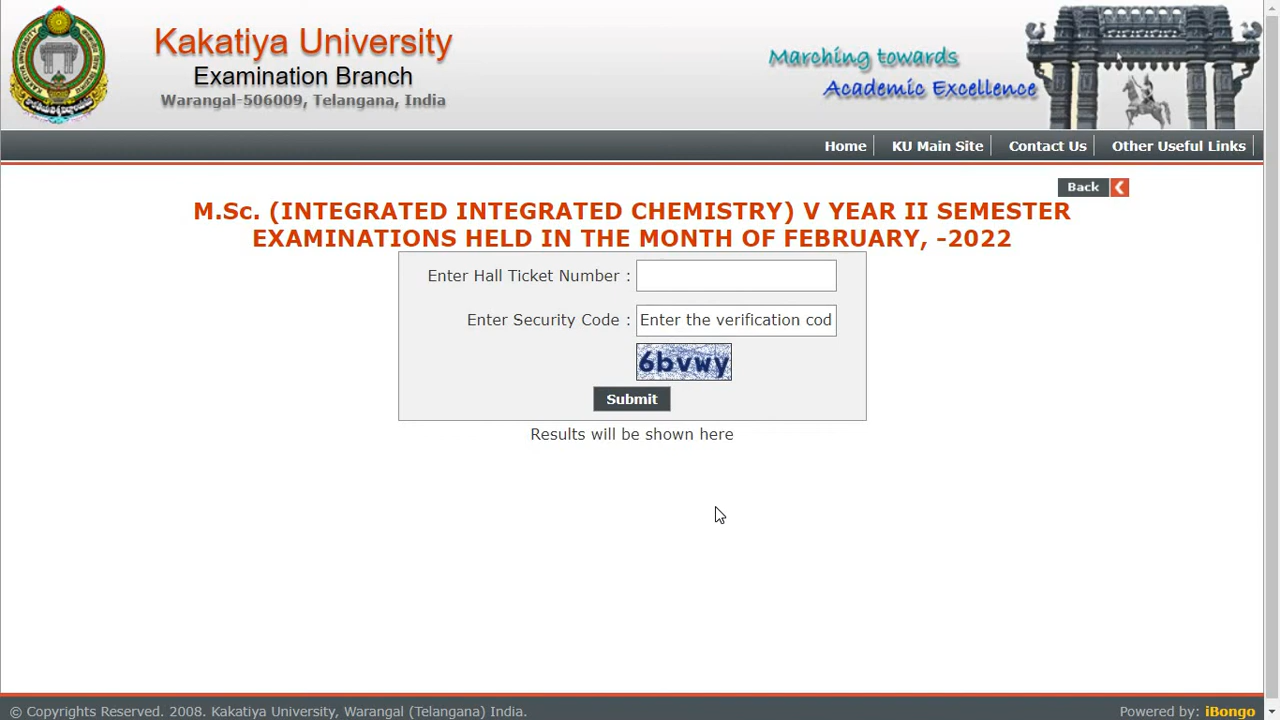 Kakatiya University
Examination Branch
Warangal-506009, Telangana, India
Marching towards
Academic Excellence
Home
KU Main Site
Contact Us
Other Useful Links
Back
M.Sc. (INTEGRATED INTEGRATED CHEMISTRY) V YEAR II SEMESTER
EXAMINATIONS HELD IN THE MONTH OF FEBRUARY, -2022
Enter Hall Ticket Number :
Enter Security Code : Enter the verification cod
6bvwy
Submit
Results will be shown here
© Copyrights Reserved. 2008. Kakatiya University, Warangal (Telangana) India.
Powered by: iBongo